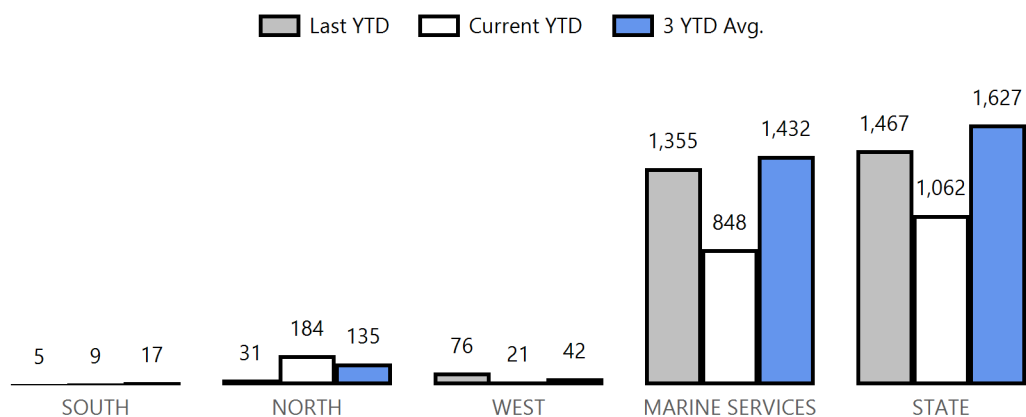 Last YTD Current YTD 3 YTD Avg.
5 9 17 31 184 135 76 21 42 1,355 848 1,432 1,467 1,062 1,627
SOUTH NORTH WEST MARINE SERVICES STATE